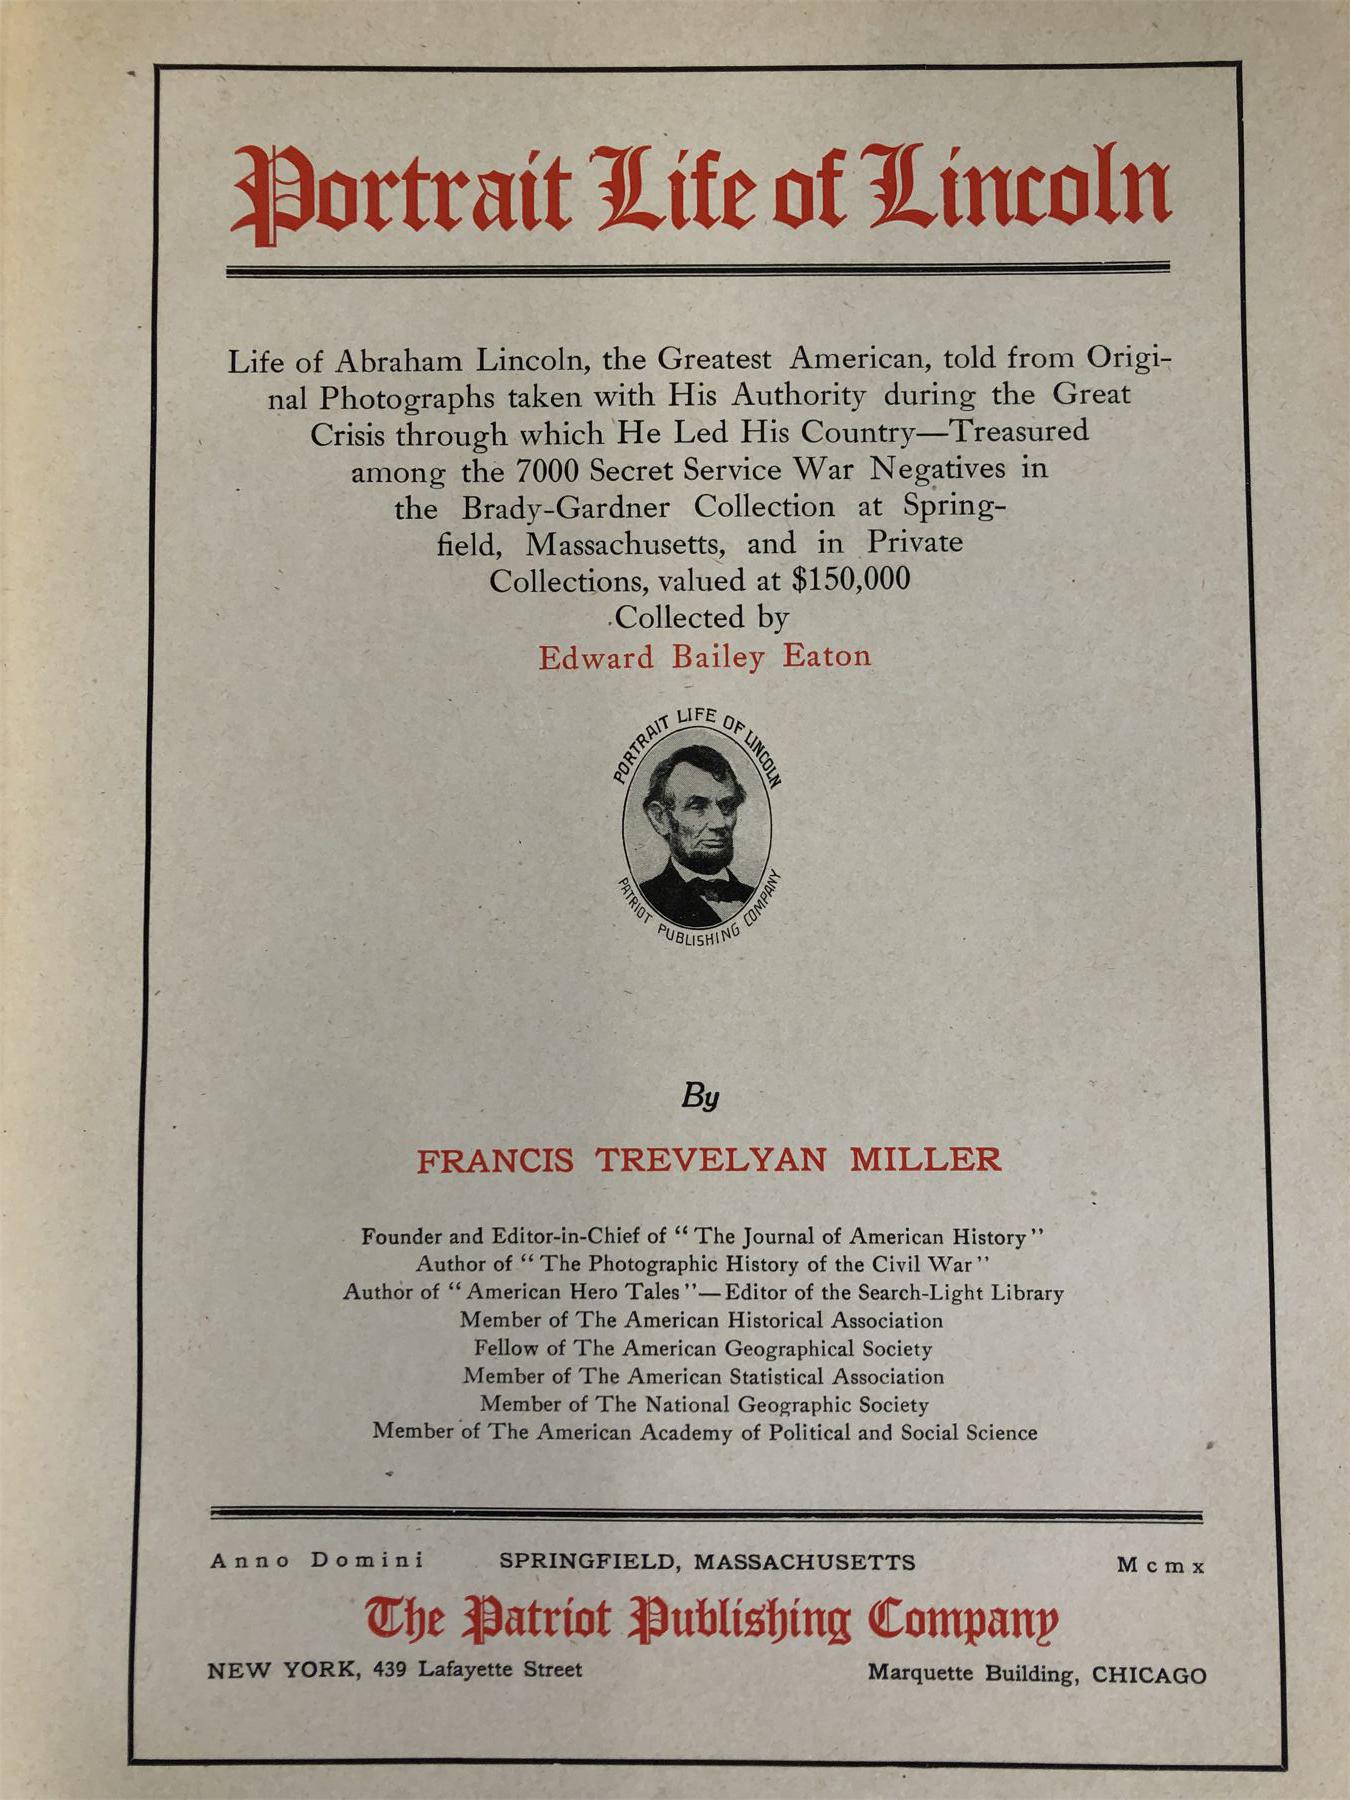 Portrait Life of Lincoln
Life of Abraham Lincoln, the Greatest American, told from Origi-
nal Photographs taken with His Authority during the Great
Crisis through which He Led His Country—Treasured
among the 7000 Secret Service War Negatives in
the Brady-Gardner Collection at Spring-
field, Massachusetts, and in Private
Collections, valued at $150,000
Collected by
Edward Bailey Eaton
PORTRAIT LIFE OF LINCOLN
PATRIOT PUBLISHING COMPANY
By
FRANCIS TREVELYAN MILLER
Founder and Editor-in-Chief of “The Journal of American History”
Author of “The Photographic History of the Civil War”
Author of “American Hero Tales”—Editor of the Search-Light Library
Member of The American Historical Association
Fellow of The American Geographical Society
Member of The American Statistical Association
Member of The National Geographic Society
Member of The American Academy of Political and Social Science
Anno Domini SPRINGFIELD, MASSACHUSETTS Mcmx
The Patriot Publishing Company
NEW YORK, 439 Lafayette Street Marquette Building, CHICAGO